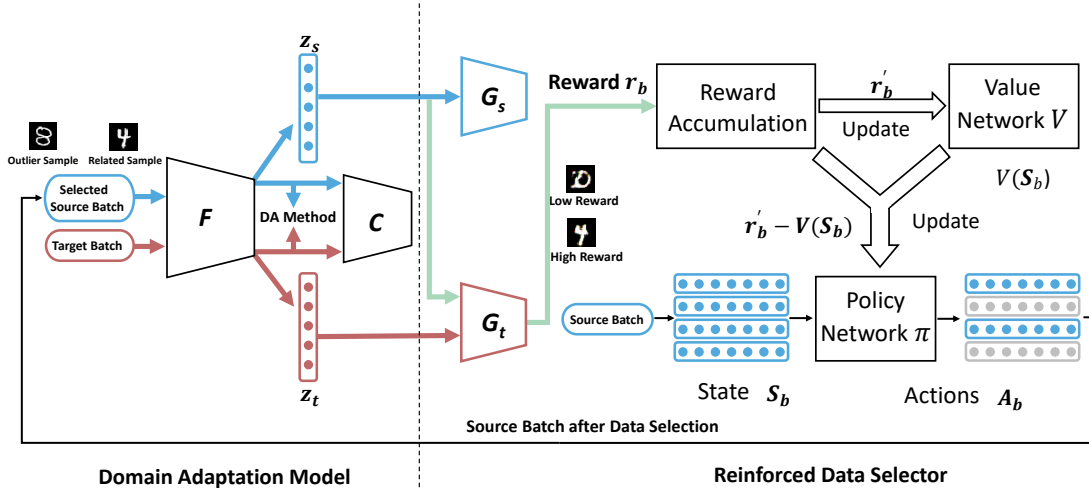 z_s
G_s
Reward r_b
Reward
Accumulation
r'_b
Update
Value
Network V
V(S_b)
Outlier Sample
Related Sample
Selected
Source Batch
Target Batch
F
DA Method
C
Low Reward
High Reward
r'_b − V(S_b)
Update
G_t
z_t
Source Batch
Policy
Network π
State S_b
Actions A_b
Source Batch after Data Selection
Domain Adaptation Model
Reinforced Data Selector